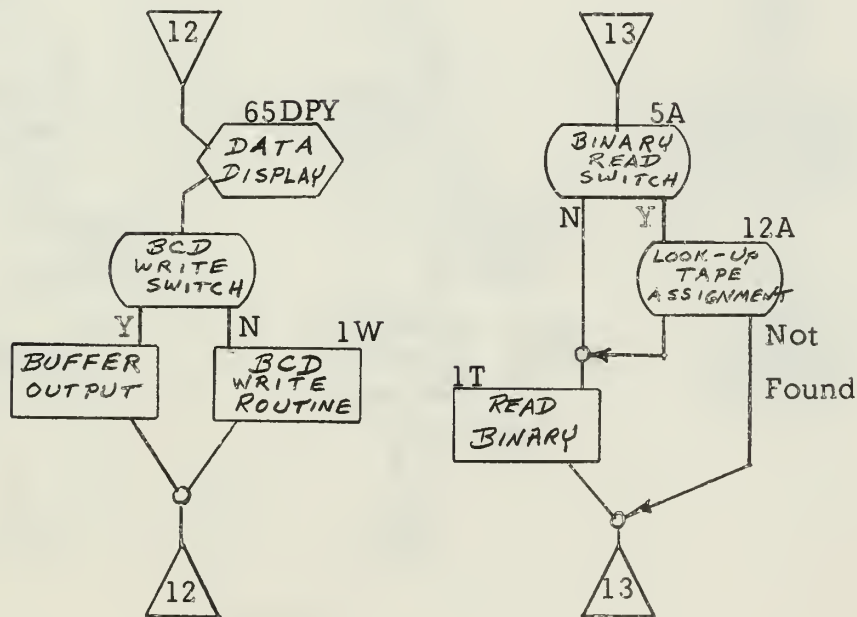 12
65DPY
DATA
DISPLAY
BCD
WRITE
SWITCH
Y
N
1W
BUFFER
OUTPUT
BCD
WRITE
ROUTINE
12
13
5A
BINARY
READ
SWITCH
N
Y
12A
LOOK-UP
TAPE
ASSIGNMENT
Not
Found
1T
READ
BINARY
13